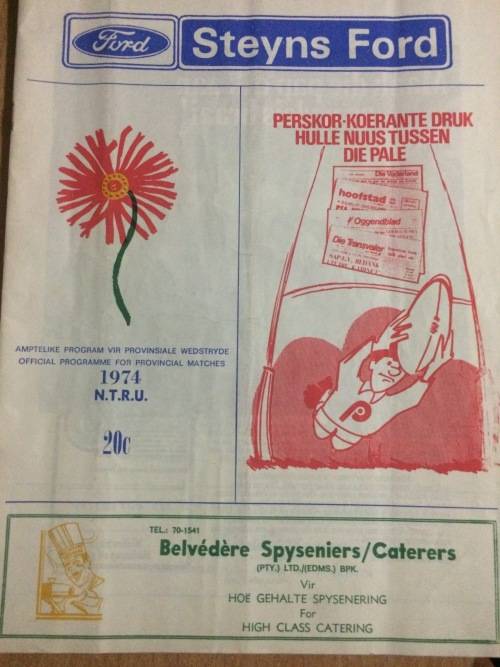 Ford
Steyns Ford
PERSKOR-KOERANTE DRUK
HULLE NUUS TUSSEN
DIE PALE
Die Vaderland
hoofstad
Oggendblad
Die Transvaler
P
AMPTELIKE PROGRAM VIR PROVINSIALE WEDSTRYDE
OFFICIAL PROGRAMME FOR PROVINCIAL MATCHES
1974
N.T.R.U.
20c
TEL.: 70-1541
Belvédère Spyseniers/Caterers
(PTY.) LTD./(EDMS.) BPK.
Vir
HOE GEHALTE SPYSENERING
For
HIGH CLASS CATERING